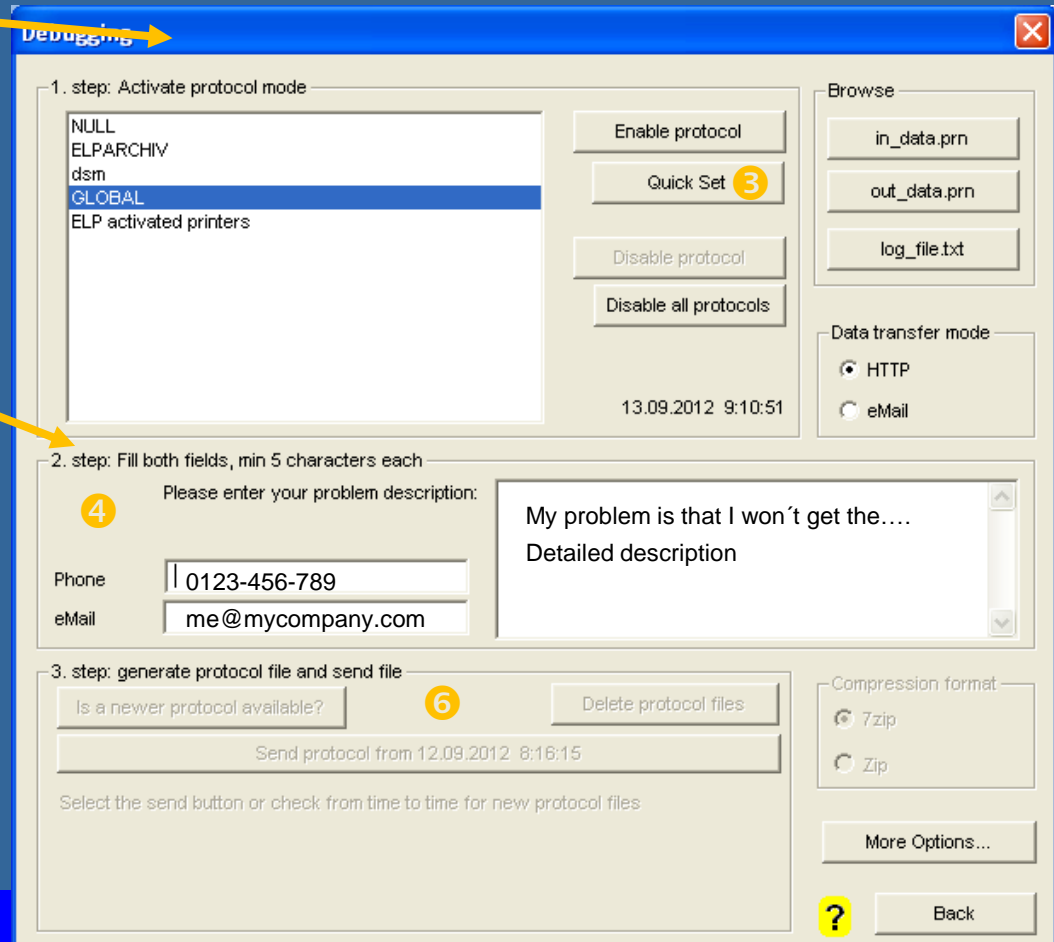 Debugging
1. step: Activate protocol mode
NULL
ELPARCHIV
dsm
GLOBAL
ELP activated printers
Enable protocol
Quick Set ❸
Disable protocol
Disable all protocols
13.09.2012 9:10:51
Browse
in_data.prn
out_data.prn
log_file.txt
Data transfer mode
HTTP
eMail
2. step: Fill both fields, min 5 characters each
❹
Please enter your problem description:
My problem is that I won´t get the….
Detailed description
Phone
0123-456-789
eMail
me@mycompany.com
3. step: generate protocol file and send file
Is a newer protocol available?
❻
Delete protocol files
Send protocol from 12.09.2012 8:16:15
Select the send button or check from time to time for new protocol files
Compression format
7zip
Zip
More Options...
?
Back